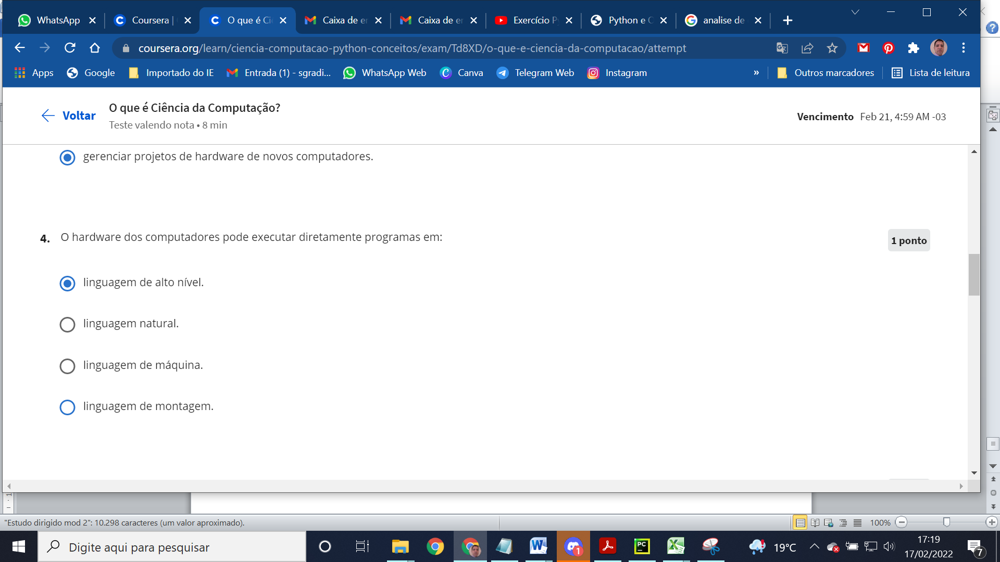 WhatsApp
Coursera |
O que é Ci
Caixa de e
Caixa de e
Exercício P
Python e C
analise de
coursera.org/learn/ciencia-computacao-python-conceitos/exam/Td8XD/o-que-e-ciencia-da-computacao/attempt
Apps
Google
Importado do IE
Entrada (1) - sgradi...
WhatsApp Web
Canva
Telegram Web
Instagram
»
Outros marcadores
Lista de leitura
Voltar
O que é Ciência da Computação?
Teste valendo nota • 8 min
Vencimento Feb 21, 4:59 AM -03
gerenciar projetos de hardware de novos computadores.
4. O hardware dos computadores pode executar diretamente programas em:
1 ponto
linguagem de alto nível.
linguagem natural.
linguagem de máquina.
linguagem de montagem.
"Estudo dirigido mod 2": 10.298 caracteres (um valor aproximado).
100%
Digite aqui para pesquisar
1
PC
19°C
17:19
17/02/2022
7